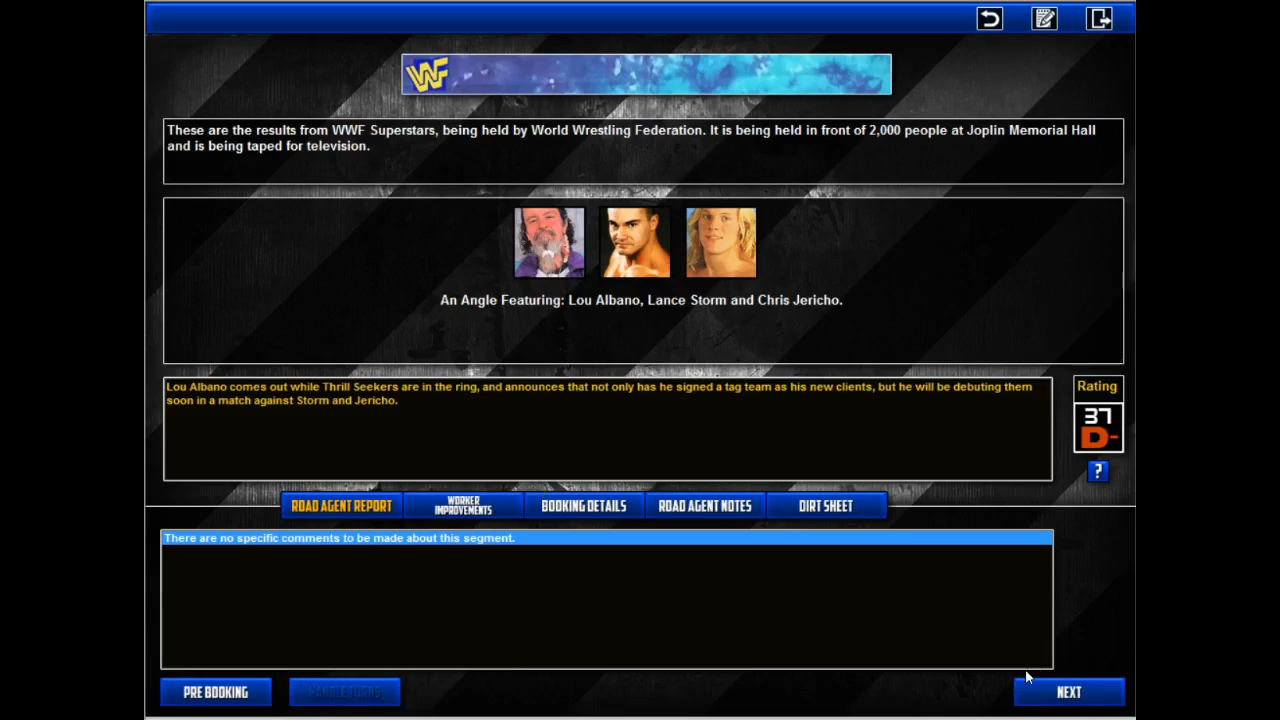 WWF
These are the results from WWF Superstars, being held by World Wrestling Federation. It is being held in front of 2,000 people at Joplin Memorial Hall
and is being taped for television.
An Angle Featuring: Lou Albano, Lance Storm and Chris Jericho.
Lou Albano comes out while Thrill Seekers are in the ring, and announces that not only has he signed a tag team as his new clients, but he will be debuting them
soon in a match against Storm and Jericho.
Rating
37
D-
?
ROAD AGENT REPORT
WORKER
IMPROVEMENTS
BOOKING DETAILS
ROAD AGENT NOTES
DIRT SHEET
There are no specific comments to be made about this segment.
PRE BOOKING
HANDLE TURNS
NEXT